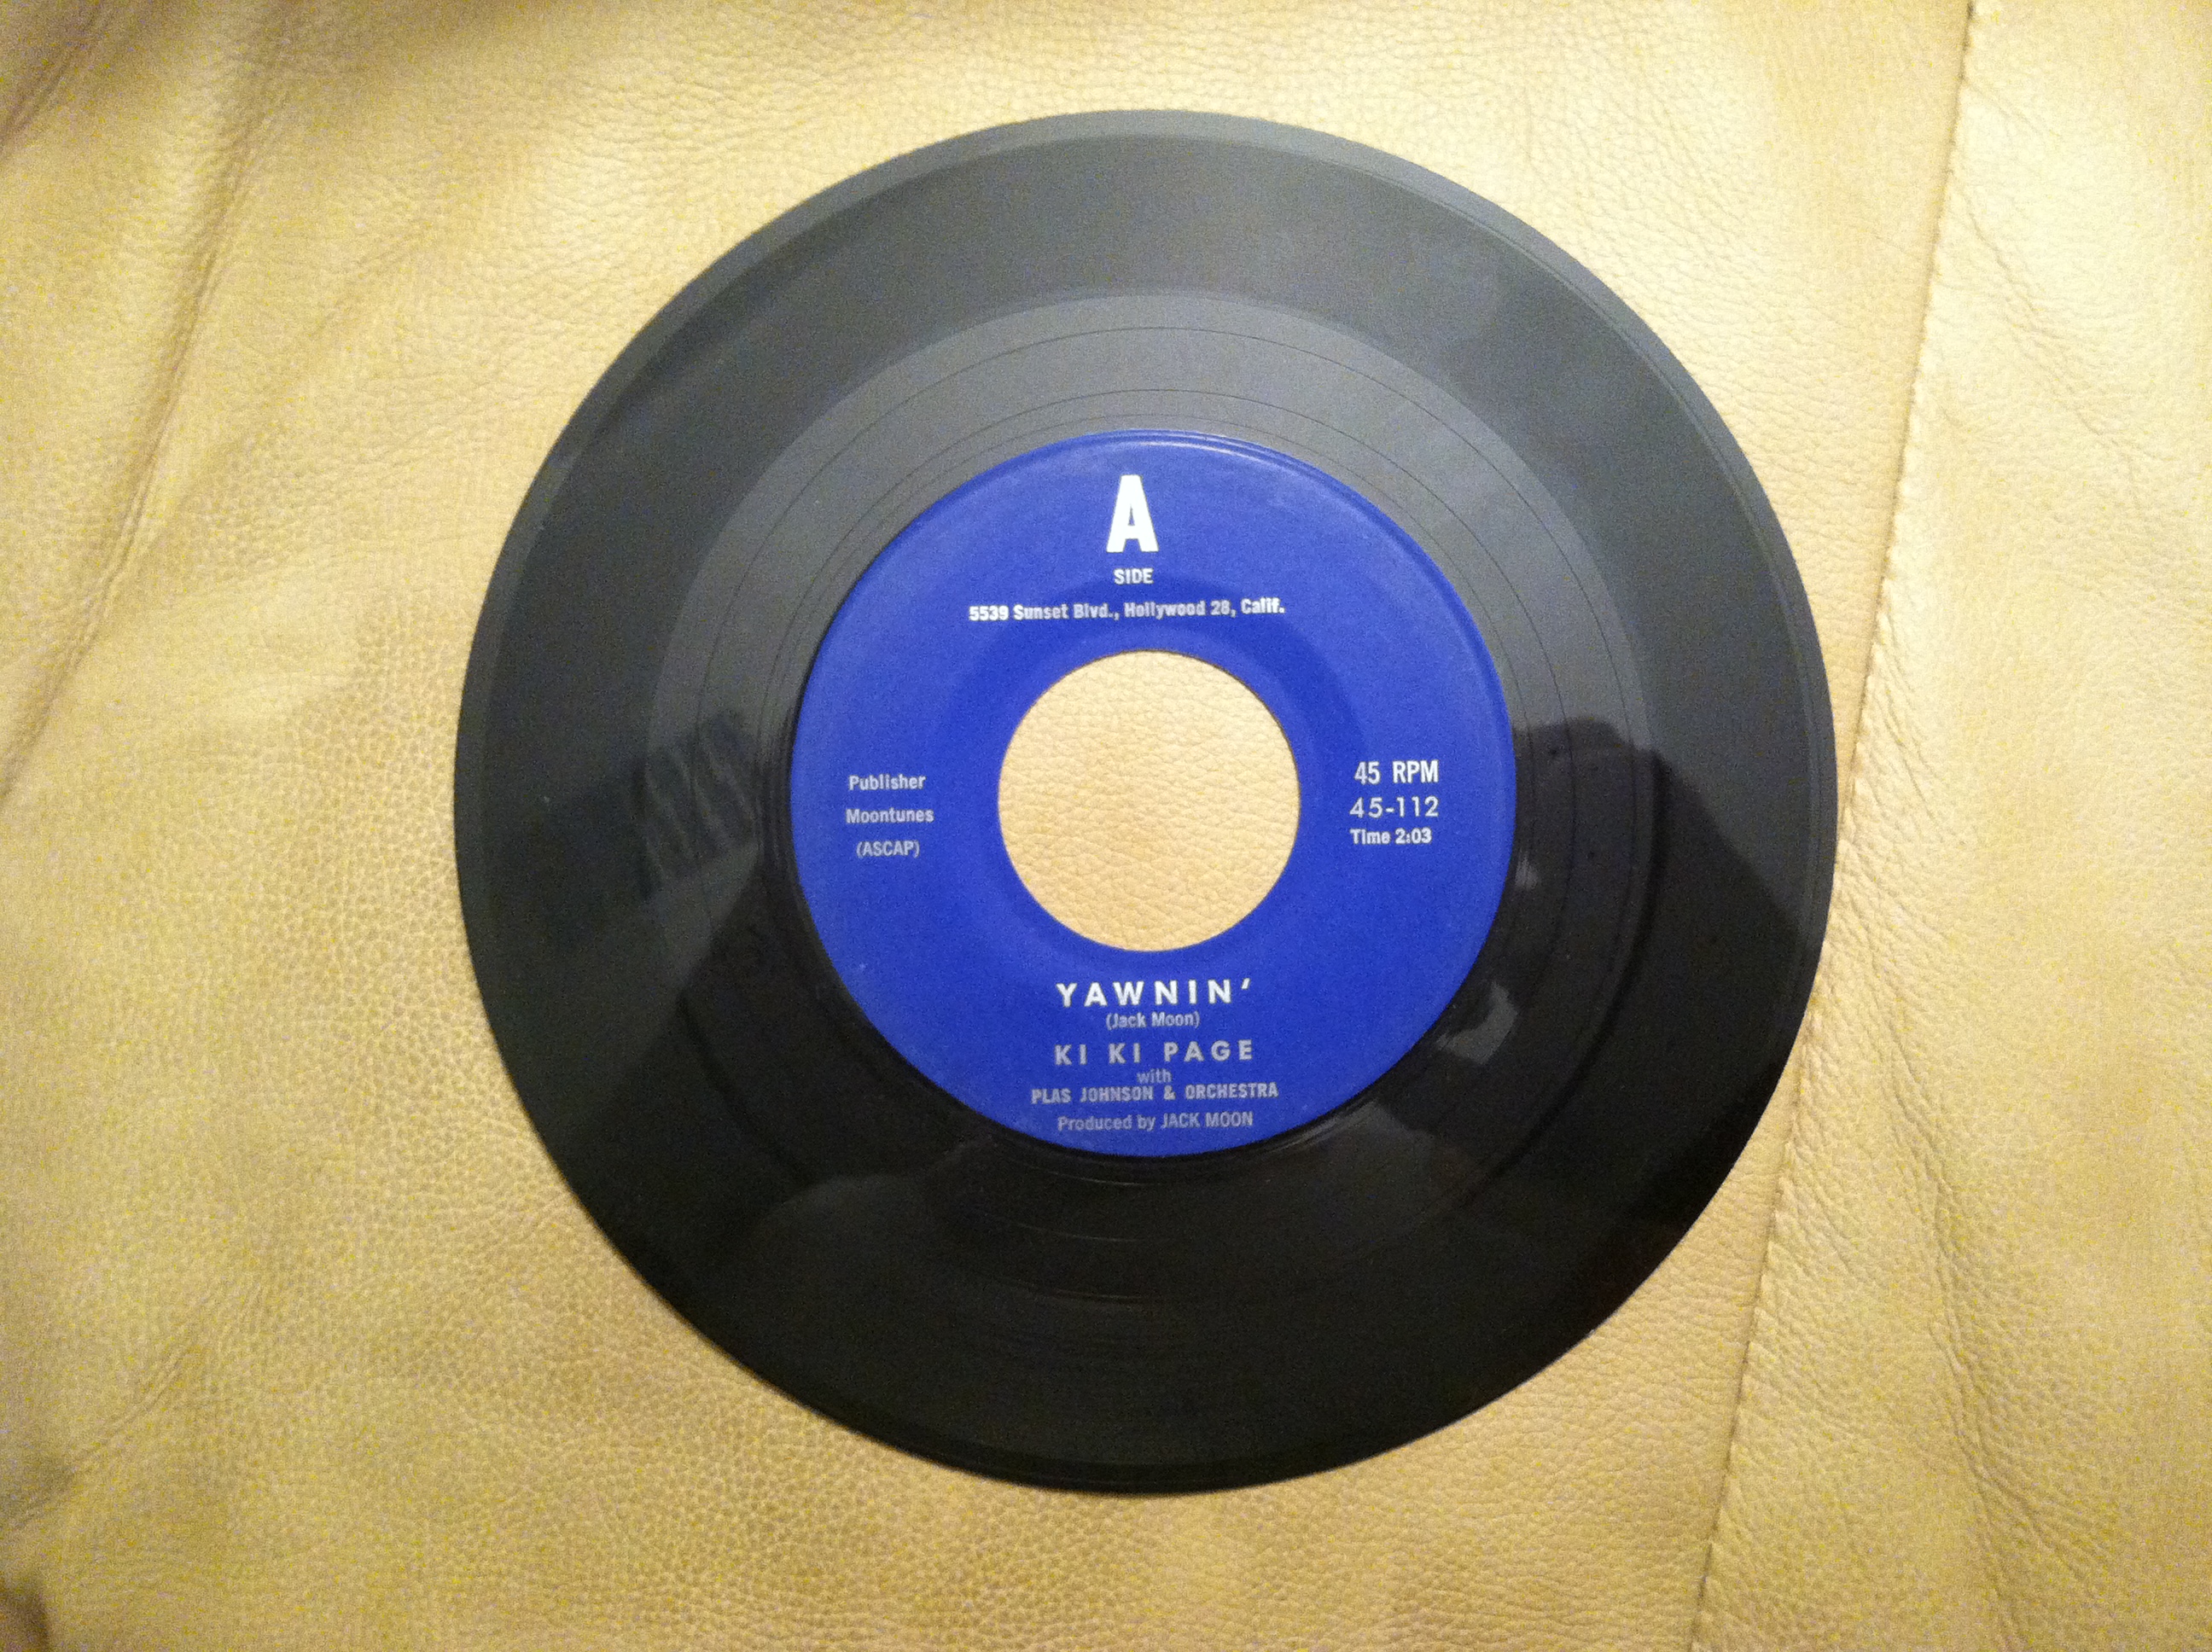 A
SIDE
5539 Sunset Blvd., Hollywood 28, Calif.
Publisher
Moontunes
(ASCAP)
45 RPM
45-112
Time 2:03
YAWNIN'
(Jack Moon)
KI KI PAGE
with
PLAS JOHNSON & ORCHESTRA
Produced by JACK MOON